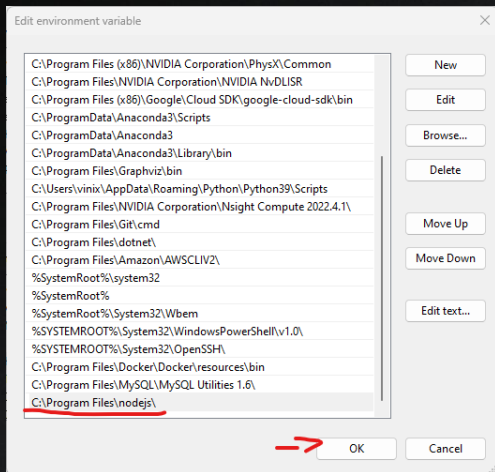 Edit environment variable
C:\Program Files (x86)\NVIDIA Corporation\PhysX\Common
C:\Program Files\NVIDIA Corporation\NVIDIA NvDLISR
C:\Program Files (x86)\Google\Cloud SDK\google-cloud-sdk\bin
C:\ProgramData\Anaconda3\Scripts
C:\ProgramData\Anaconda3
C:\ProgramData\Anaconda3\Library\bin
C:\Program Files\Graphviz\bin
C:\Users\vinix\AppData\Roaming\Python\Python39\Scripts
C:\Program Files\NVIDIA Corporation\Nsight Compute 2022.4.1\
C:\Program Files\Git\cmd
C:\Program Files\dotnet\
C:\Program Files\Amazon\AWSCLIV2\
%SystemRoot%\system32
%SystemRoot%
%SystemRoot%\System32\Wbem
%SYSTEMROOT%\System32\WindowsPowerShell\v1.0\
%SYSTEMROOT%\System32\OpenSSH\
C:\Program Files\Docker\Docker\resources\bin
C:\Program Files\MySQL\MySQL Utilities 1.6\
C:\Program Files\nodejs\
New
Edit
Browse...
Delete
Move Up
Move Down
Edit text...
OK
Cancel